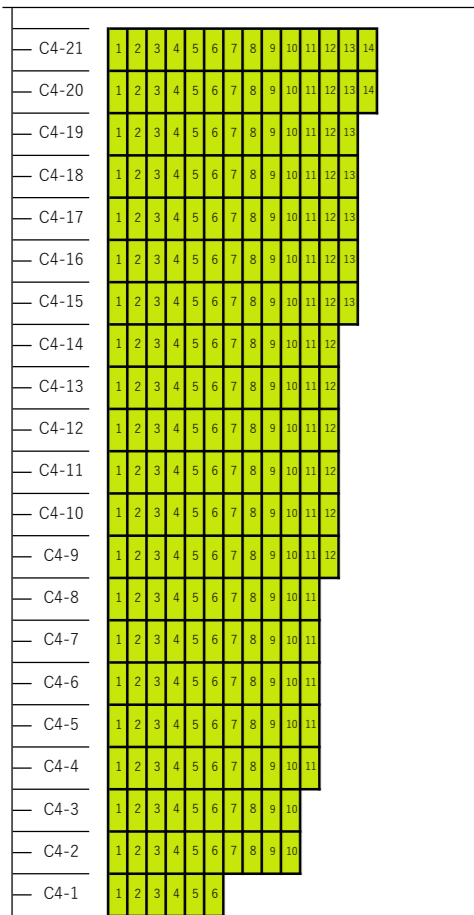 C4-21 1 2 3 4 5 6 7 8 9 10 11 12 13 14
C4-20 1 2 3 4 5 6 7 8 9 10 11 12 13 14
C4-19 1 2 3 4 5 6 7 8 9 10 11 12 13
C4-18 1 2 3 4 5 6 7 8 9 10 11 12 13
C4-17 1 2 3 4 5 6 7 8 9 10 11 12 13
C4-16 1 2 3 4 5 6 7 8 9 10 11 12 13
C4-15 1 2 3 4 5 6 7 8 9 10 11 12 13
C4-14 1 2 3 4 5 6 7 8 9 10 11 12
C4-13 1 2 3 4 5 6 7 8 9 10 11 12
C4-12 1 2 3 4 5 6 7 8 9 10 11 12
C4-11 1 2 3 4 5 6 7 8 9 10 11 12
C4-10 1 2 3 4 5 6 7 8 9 10 11 12
C4-9 1 2 3 4 5 6 7 8 9 10 11 12
C4-8 1 2 3 4 5 6 7 8 9 10 11
C4-7 1 2 3 4 5 6 7 8 9 10 11
C4-6 1 2 3 4 5 6 7 8 9 10 11
C4-5 1 2 3 4 5 6 7 8 9 10 11
C4-4 1 2 3 4 5 6 7 8 9 10 11
C4-3 1 2 3 4 5 6 7 8 9 10
C4-2 1 2 3 4 5 6 7 8 9 10
C4-1 1 2 3 4 5 6